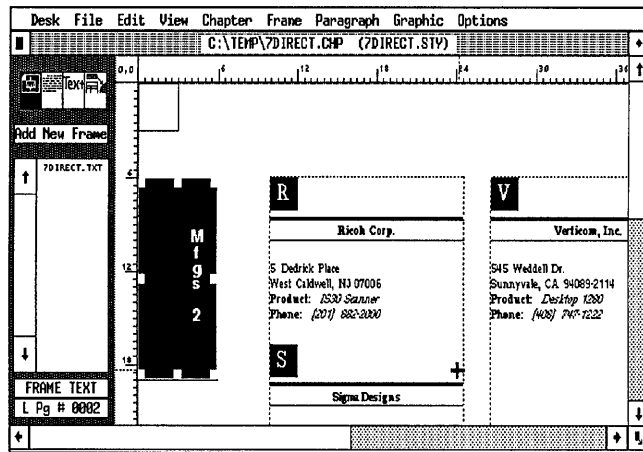 Desk File Edit View Chapter Frame Paragraph Graphic Options
C:\TEMP\7DIRECT.CHP (7DIRECT.STY)
0,0 6 12 18 24 30 36
Text
Add New Frame
7DIRECT.TXT
6
12
18
Mfgs 2
R
Ricoh Corp.
5 Dedrick Place
West Caldwell, NJ 07006
Product: IS30 Scanner
Phone: (201) 882-2000
S
Sigma Designs
V
Verticom, Inc.
545 Weddell Dr.
Sunnyvale, CA 94089-2114
Product: Desktop 1280
Phone: (408) 747-1222
FRAME TEXT
L Pg # 0002